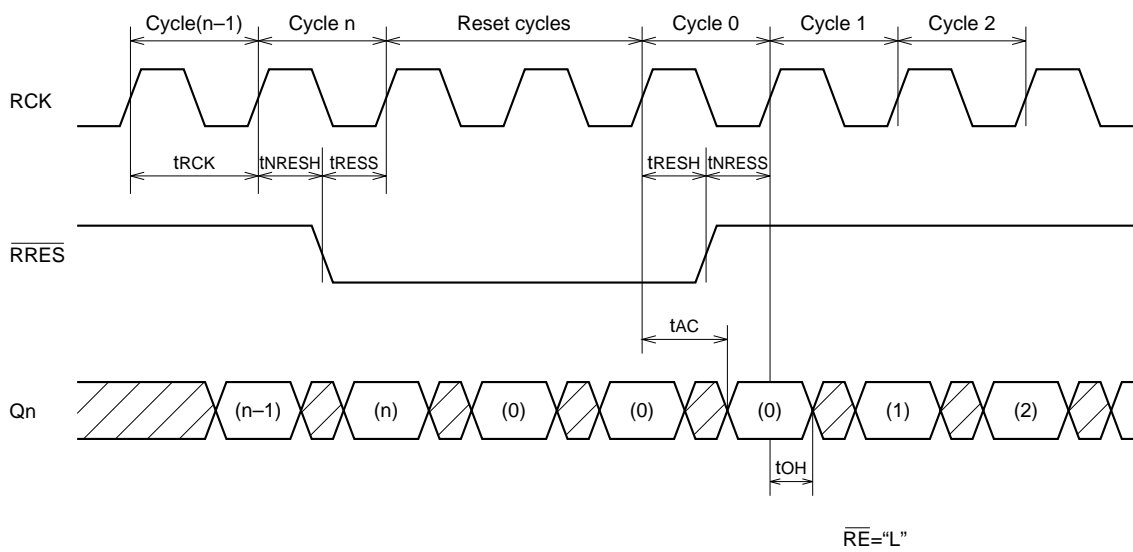 Cycle(n–1) Cycle n Reset cycles Cycle 0 Cycle 1 Cycle 2
RCK
tRCK tNRESH tRESS tRESH tNRESS
RRES
tAC
Qn (n–1) (n) (0) (0) (0) (1) (2)
tOH
RE=“L”